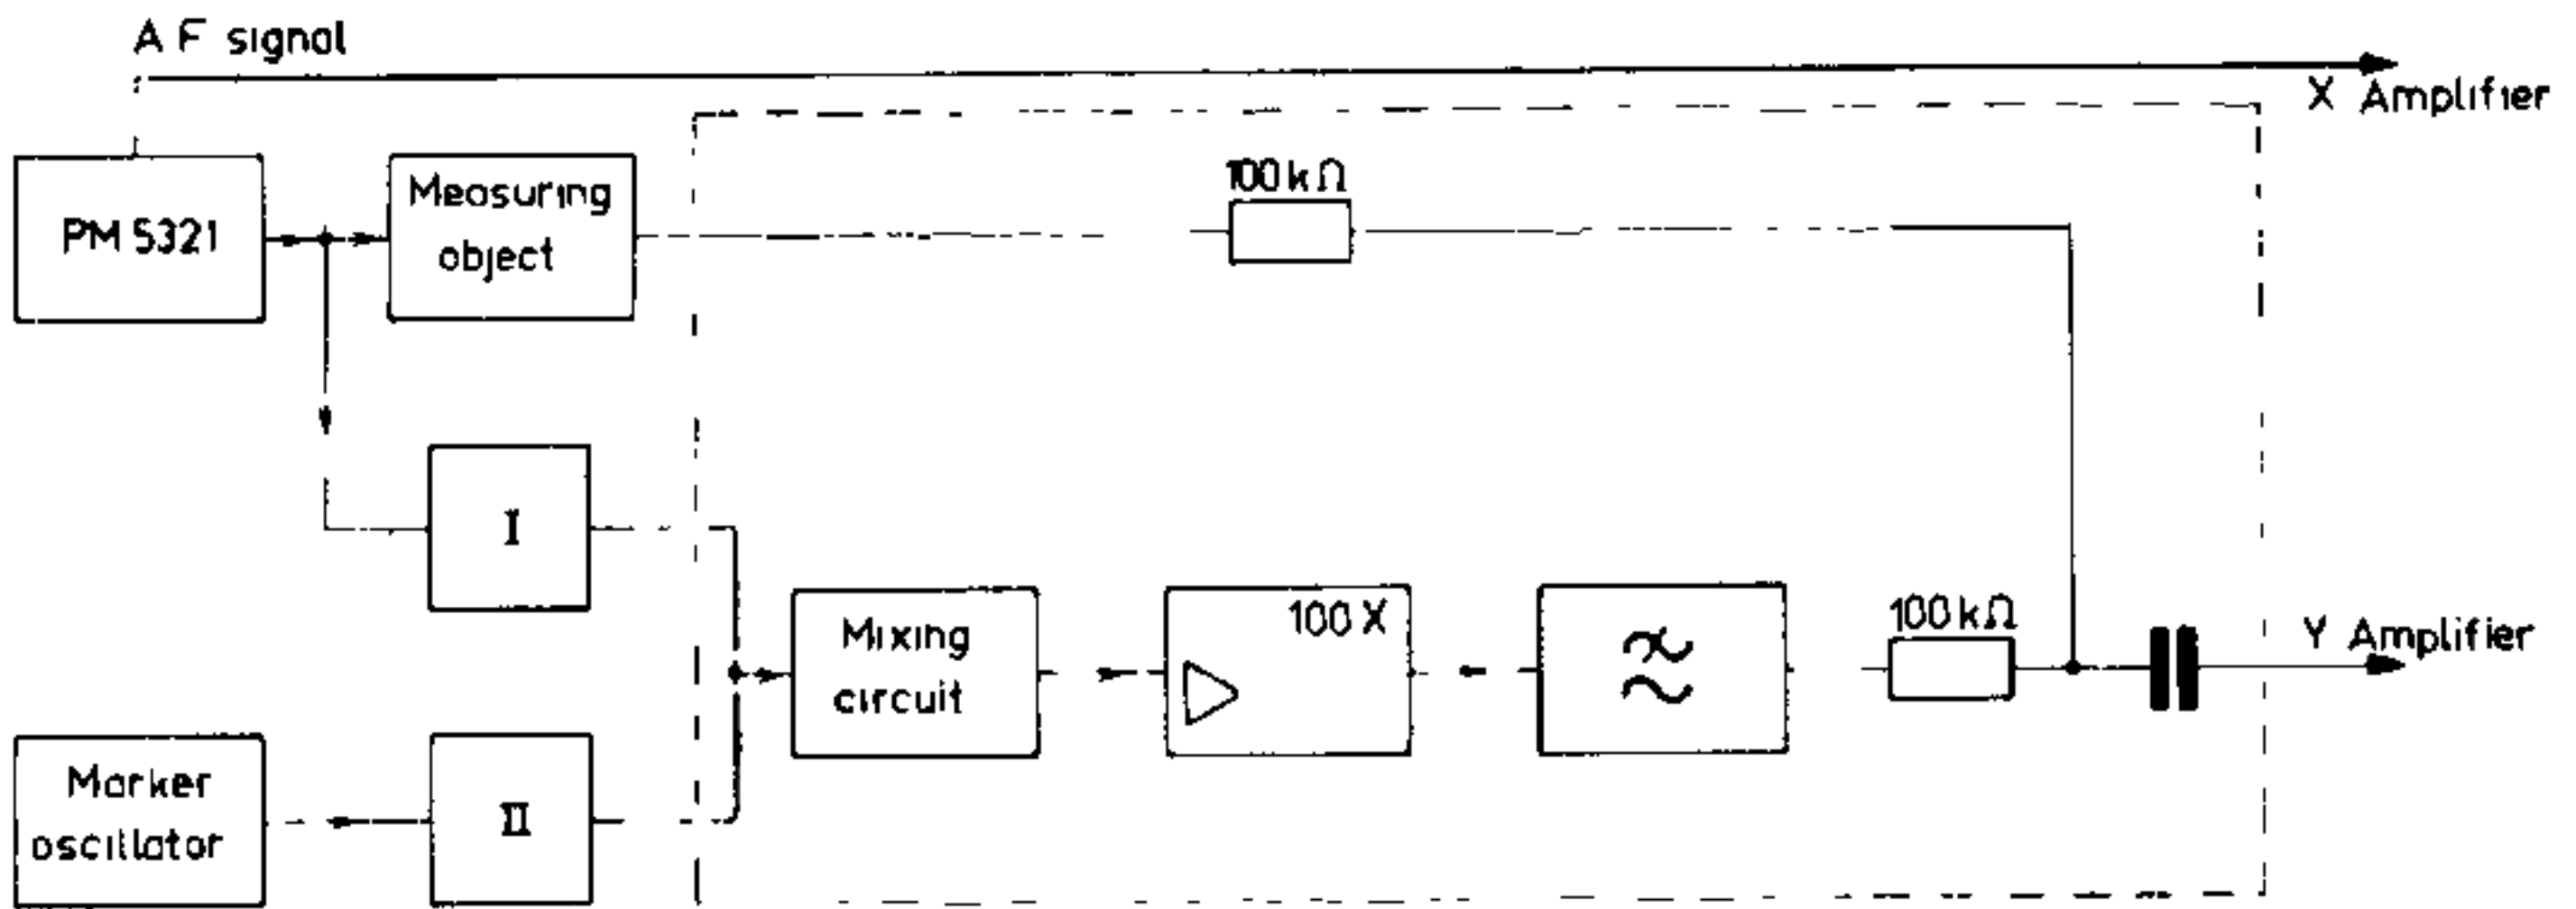 A F signal
X Amplifier
PM 5321
Measuring
object
100 kΩ
I
Mixing
circuit
100 X
100 kΩ
Y Amplifier
Marker
oscillator
II